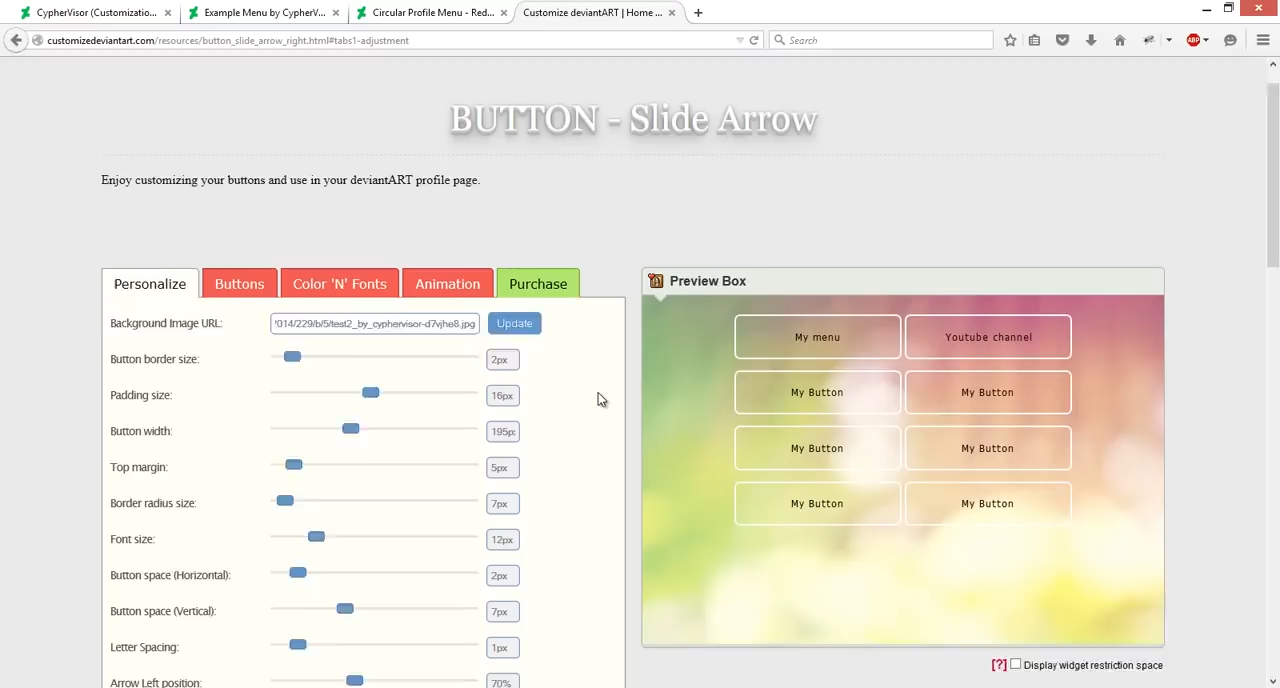 CypherVisor (Customizatio...
Example Menu by CypherV...
Circular Profile Menu - Red...
Customize deviantART | Home ...
customizedeviantart.com/resources/button_slide_arrow_right.html#tabs1-adjustment
Search
ABP
BUTTON - Slide Arrow
Enjoy customizing your buttons and use in your deviantART profile page.
Personalize
Buttons
Color 'N' Fonts
Animation
Purchase
Background Image URL:
'014/229/b/5/test2_by_cyphervisor-d7vjhe8.jpg
Update
Button border size:
2px
Padding size:
16px
Button width:
195p
Top margin:
5px
Border radius size:
7px
Font size:
12px
Button space (Horizontal):
2px
Button space (Vertical):
7px
Letter Spacing:
1px
Arrow Left position:
70%
Preview Box
My menu
Youtube channel
My Button
My Button
My Button
My Button
My Button
My Button
[?] Display widget restriction space